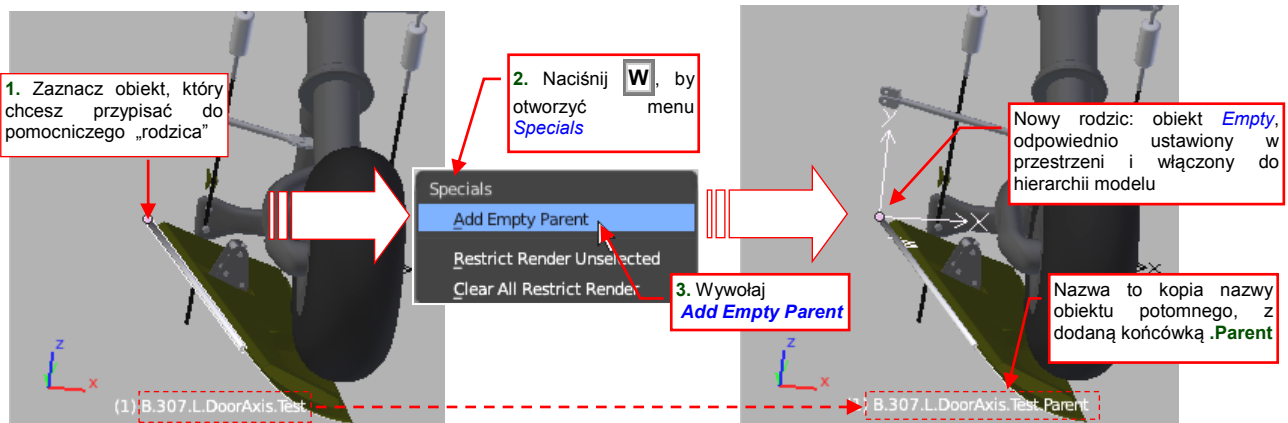 1. Zaznacz obiekt, który
chcesz przypisać do
pomocniczego „rodzica”
z
x
(1) B.307.L.DoorAxis.Test
2. Naciśnij W, by
otworzyć menu
Specials
Specials
Add Empty Parent
Restrict Render Unselected
Clear All Restrict Render
3. Wywołaj
Add Empty Parent
Nowy rodzic: obiekt Empty,
odpowiednio ustawiony w
przestrzeni i włączony do
hierarchii modelu
Y
X
X
Nazwa to kopia nazwy
obiektu potomnego, z
dodaną końcówką .Parent
z
x
B.307.L.DoorAxis.Test.Parent